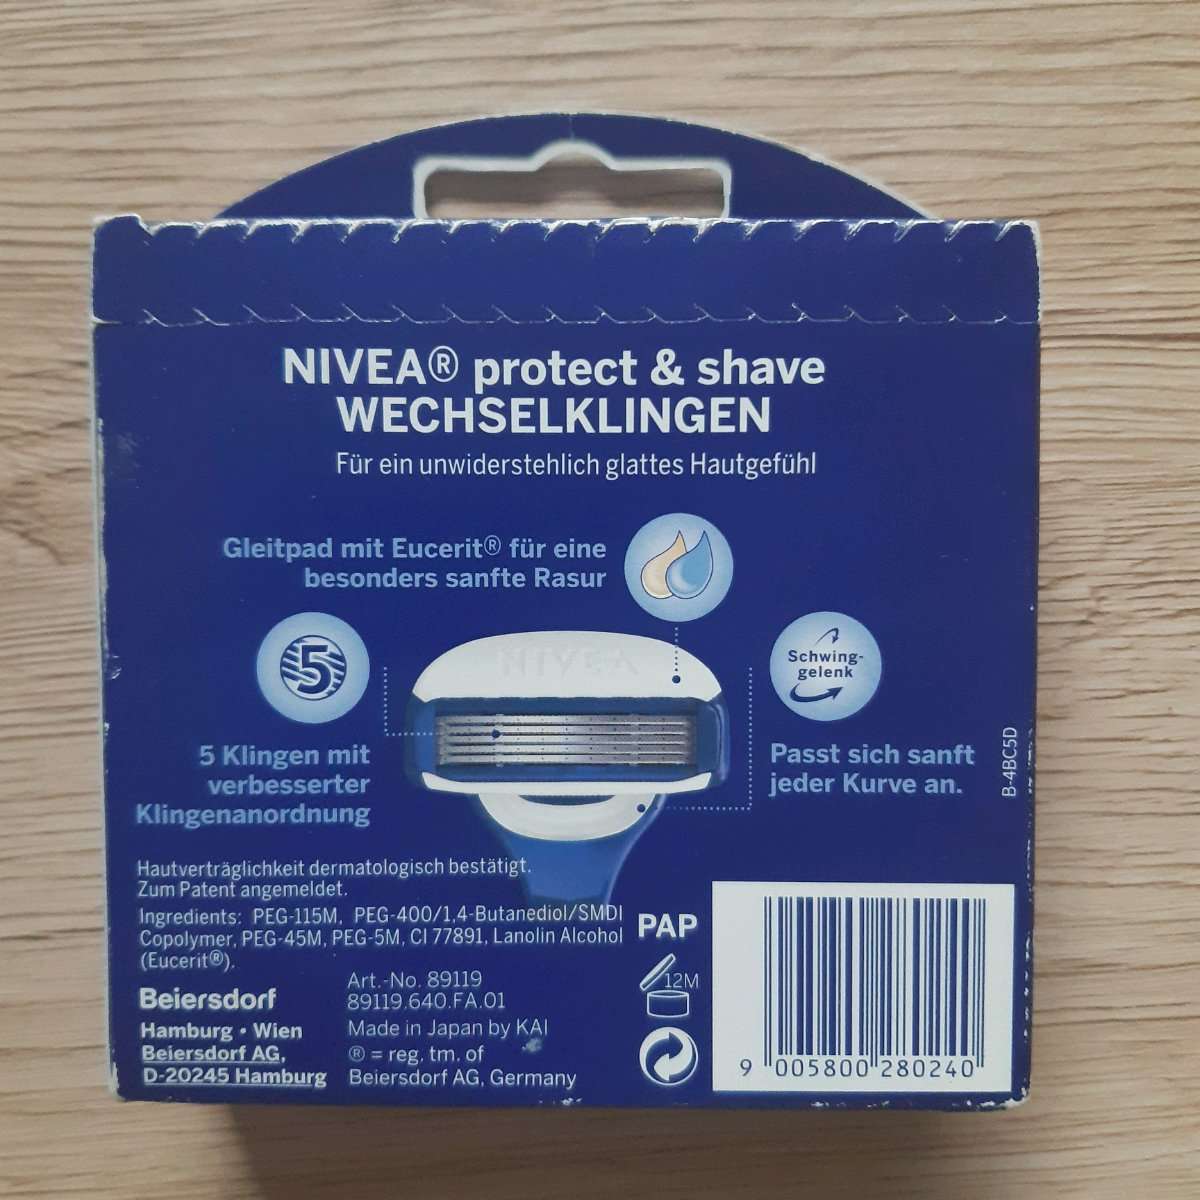 NIVEA® protect & shave
WECHSELKLINGEN
Für ein unwiderstehlich glattes Hautgefühl
Gleitpad mit Eucerit® für eine
besonders sanfte Rasur
5
5 Klingen mit
verbesserter
Klingenanordnung
NIVEA
Schwing-
gelenk
Passt sich sanft
jeder Kurve an.
B-4BC5D
Hautverträglichkeit dermatologisch bestätigt.
Zum Patent angemeldet.
Ingredients: PEG-115M, PEG-400/1,4-Butanediol/SMDI
Copolymer, PEG-45M, PEG-5M, CI 77891, Lanolin Alcohol
(Eucerit®).
Beiersdorf
Hamburg • Wien
Beiersdorf AG,
D-20245 Hamburg
Art.-No. 89119
89119.640.FA.01
Made in Japan by KAI
® = reg. tm. of
Beiersdorf AG, Germany
PAP
12M
9 005800 280240